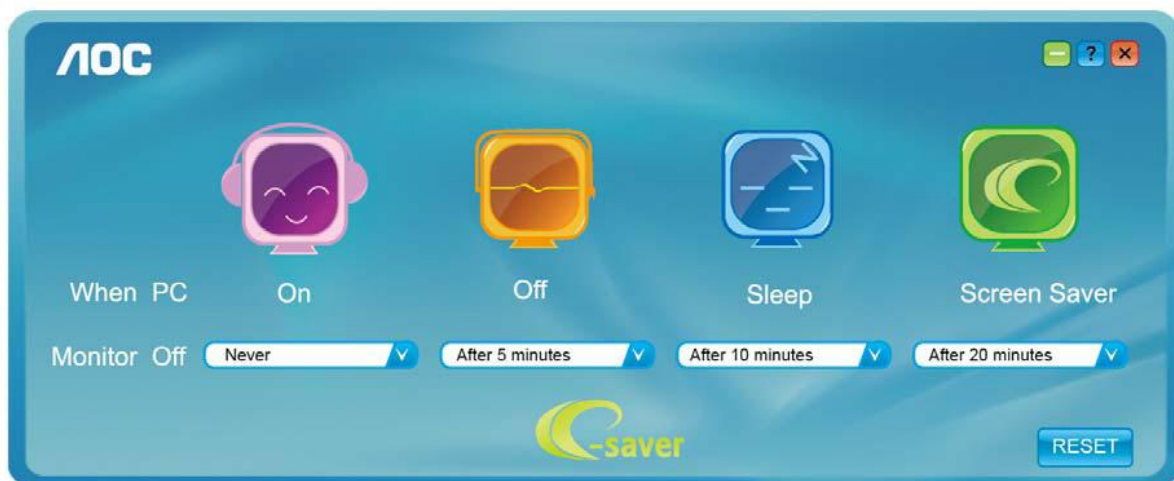 AOC
?
When PC On Off Sleep Screen Saver
Monitor Off Never After 5 minutes After 10 minutes After 20 minutes
e-saver
RESET